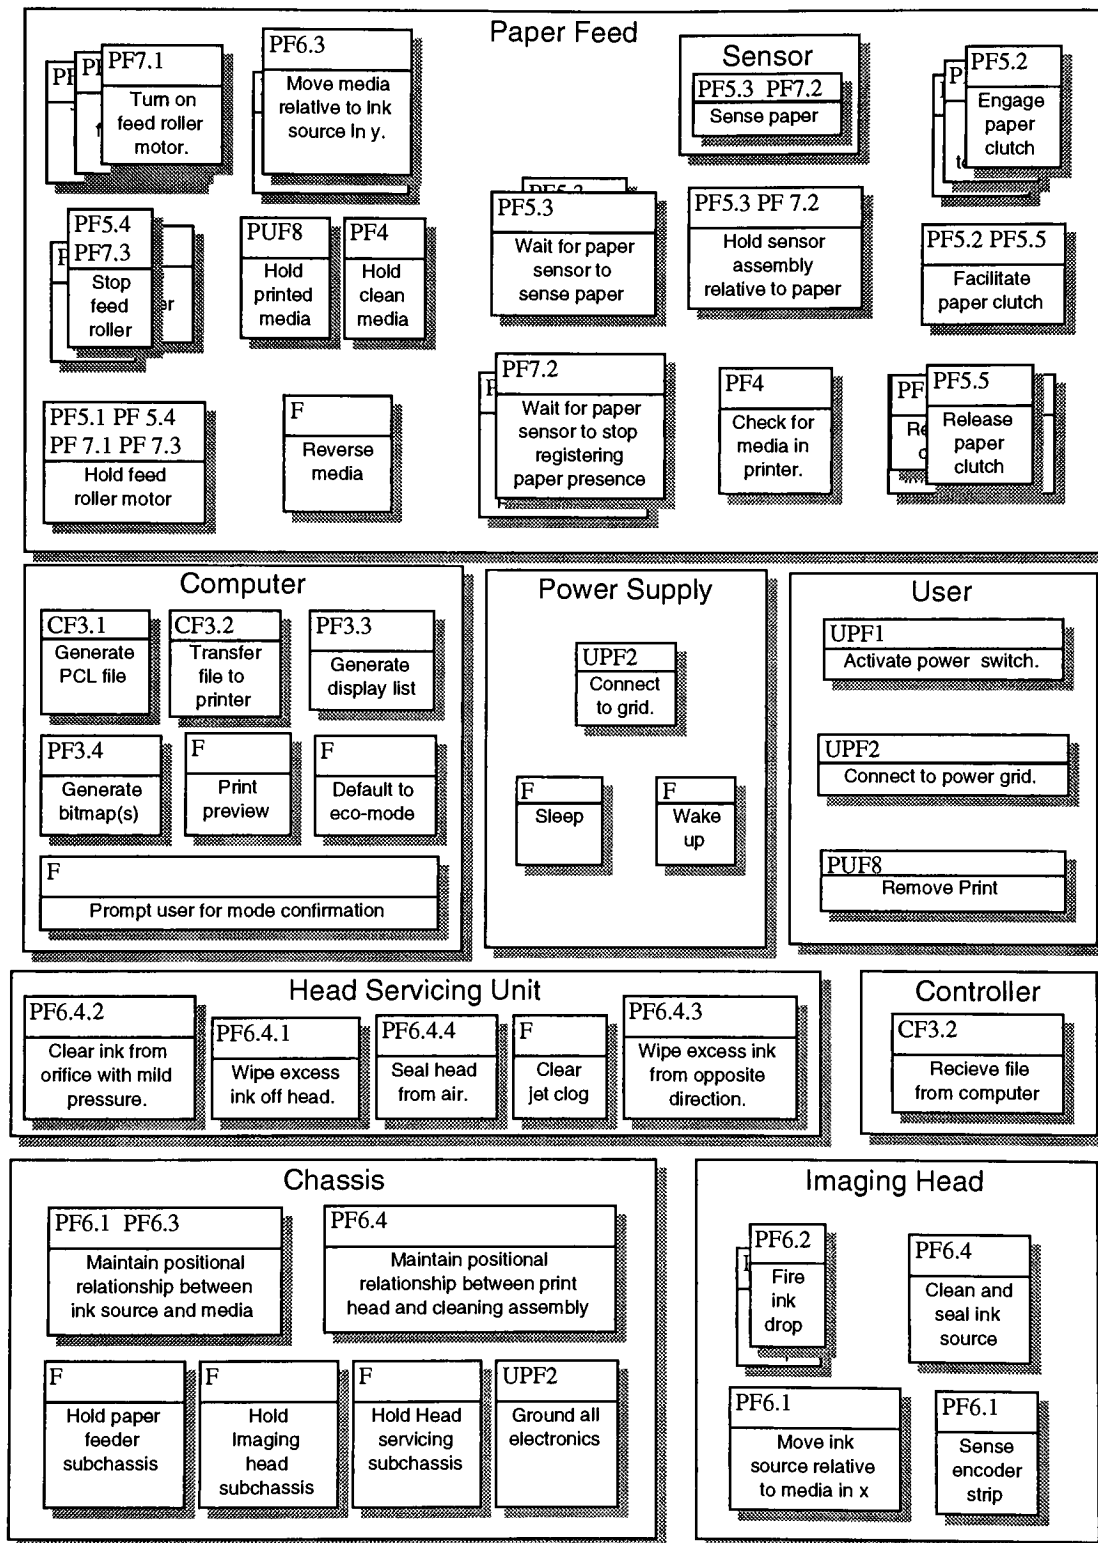 Paper Feed
PF7.1
Turn on
feed roller
motor.
PF6.3
Move media
relative to Ink
source In y.
Sensor
PF5.3 PF7.2
Sense paper
PF5.2
Engage
paper
clutch
PF5.4
PF7.3
Stop
feed
roller
PUF8
Hold
printed
media
PF4
Hold
clean
media
PF5.3
Wait for paper
sensor to
sense paper
PF5.3 PF 7.2
Hold sensor
assembly
relative to paper
PF5.2 PF5.5
Facilitate
paper clutch
PF5.1 PF 5.4
PF 7.1 PF 7.3
Hold feed
roller motor
F
Reverse
media
PF7.2
Wait for paper
sensor to stop
registering
paper presence
PF4
Check for
media in
printer.
PF5.5
Release
paper
clutch
Computer
CF3.1
Generate
PCL file
CF3.2
Transfer
file to
printer
PF3.3
Generate
display list
PF3.4
Generate
bitmap(s)
F
Print
preview
F
Default to
eco-mode
F
Prompt user for mode confirmation
Power Supply
UPF2
Connect
to grid.
F
Sleep
F
Wake
up
User
UPF1
Activate power switch.
UPF2
Connect to power grid.
PUF8
Remove Print
Head Servicing Unit
PF6.4.2
Clear ink from
orifice with mild
pressure.
PF6.4.1
Wipe excess
ink off head.
PF6.4.4
Seal head
from air.
F
Clear
jet clog
PF6.4.3
Wipe excess ink
from opposite
direction.
Controller
CF3.2
Recieve file
from computer
Chassis
PF6.1 PF6.3
Maintain positional
relationship between
ink source and media
PF6.4
Maintain positional
relationship between print
head and cleaning assembly
F
Hold paper
feeder
subchassis
F
Hold
Imaging
head
subchassis
F
Hold Head
servicing
subchassis
UPF2
Ground all
electronics
Imaging Head
PF6.2
Fire
ink
drop
PF6.4
Clean and
seal ink
source
PF6.1
Move ink
source relative
to media in x
PF6.1
Sense
encoder
strip